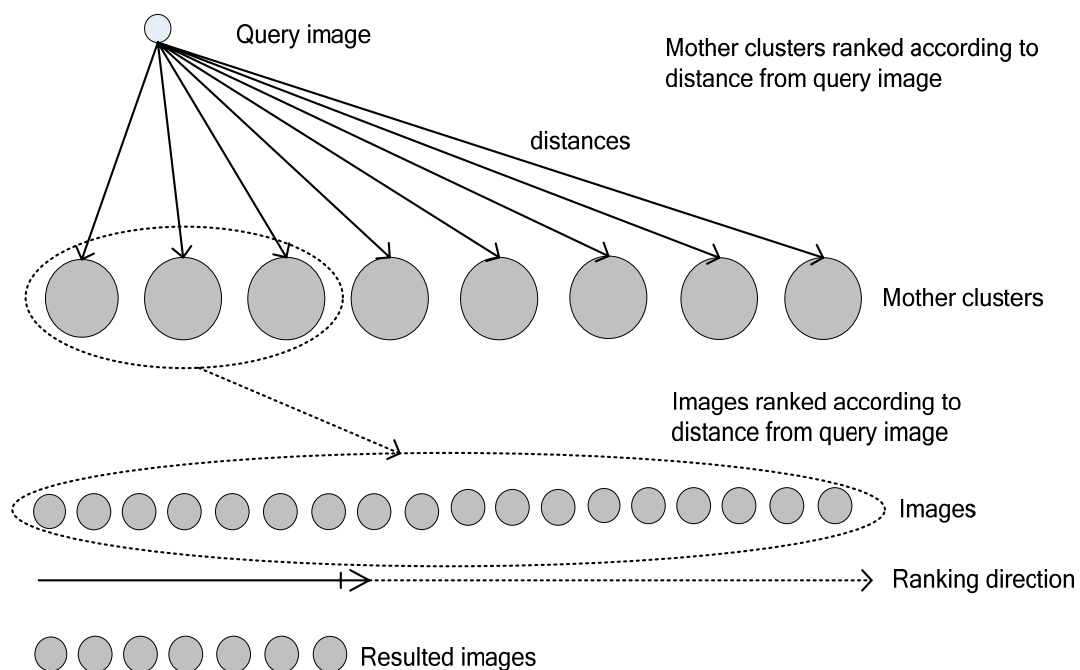 Query image
Mother clusters ranked according to
distance from query image
distances
Mother clusters
Images ranked according to
distance from query image
Images
Ranking direction
Resulted images